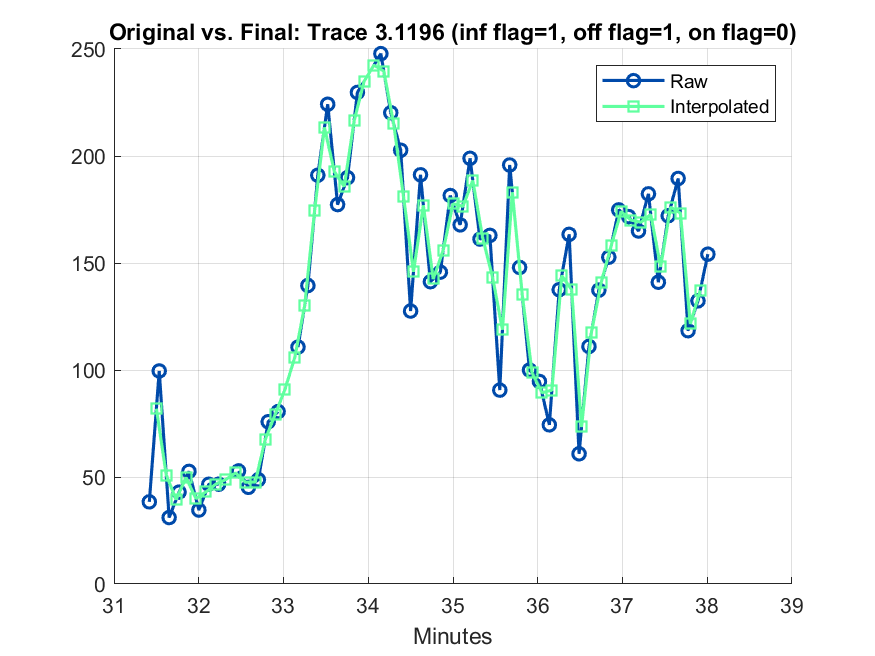 Original vs. Final: Trace 3.1196 (inf flag=1, off flag=1, on flag=0)
250
200
150
100
50
0
Raw
Interpolated
31 32 33 34 35 36 37 38 39
Minutes